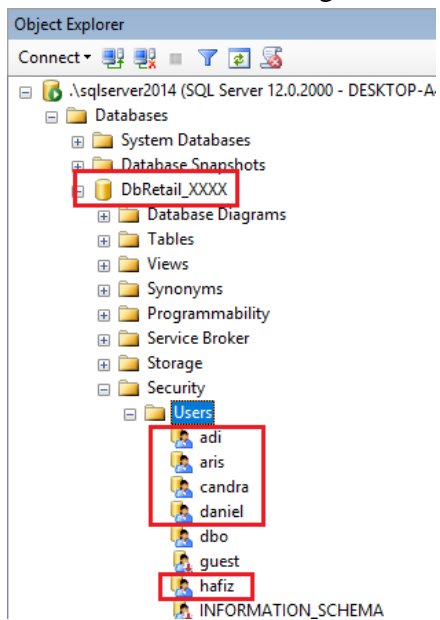 Object Explorer
Connect
.\sqlserver2014 (SQL Server 12.0.2000 - DESKTOP-A
Databases
System Databases
Database Snapshots
DbRetail_XXXX
Database Diagrams
Tables
Views
Synonyms
Programmability
Service Broker
Storage
Security
Users
adi
aris
candra
daniel
dbo
guest
hafiz
INFORMATION_SCHEMA